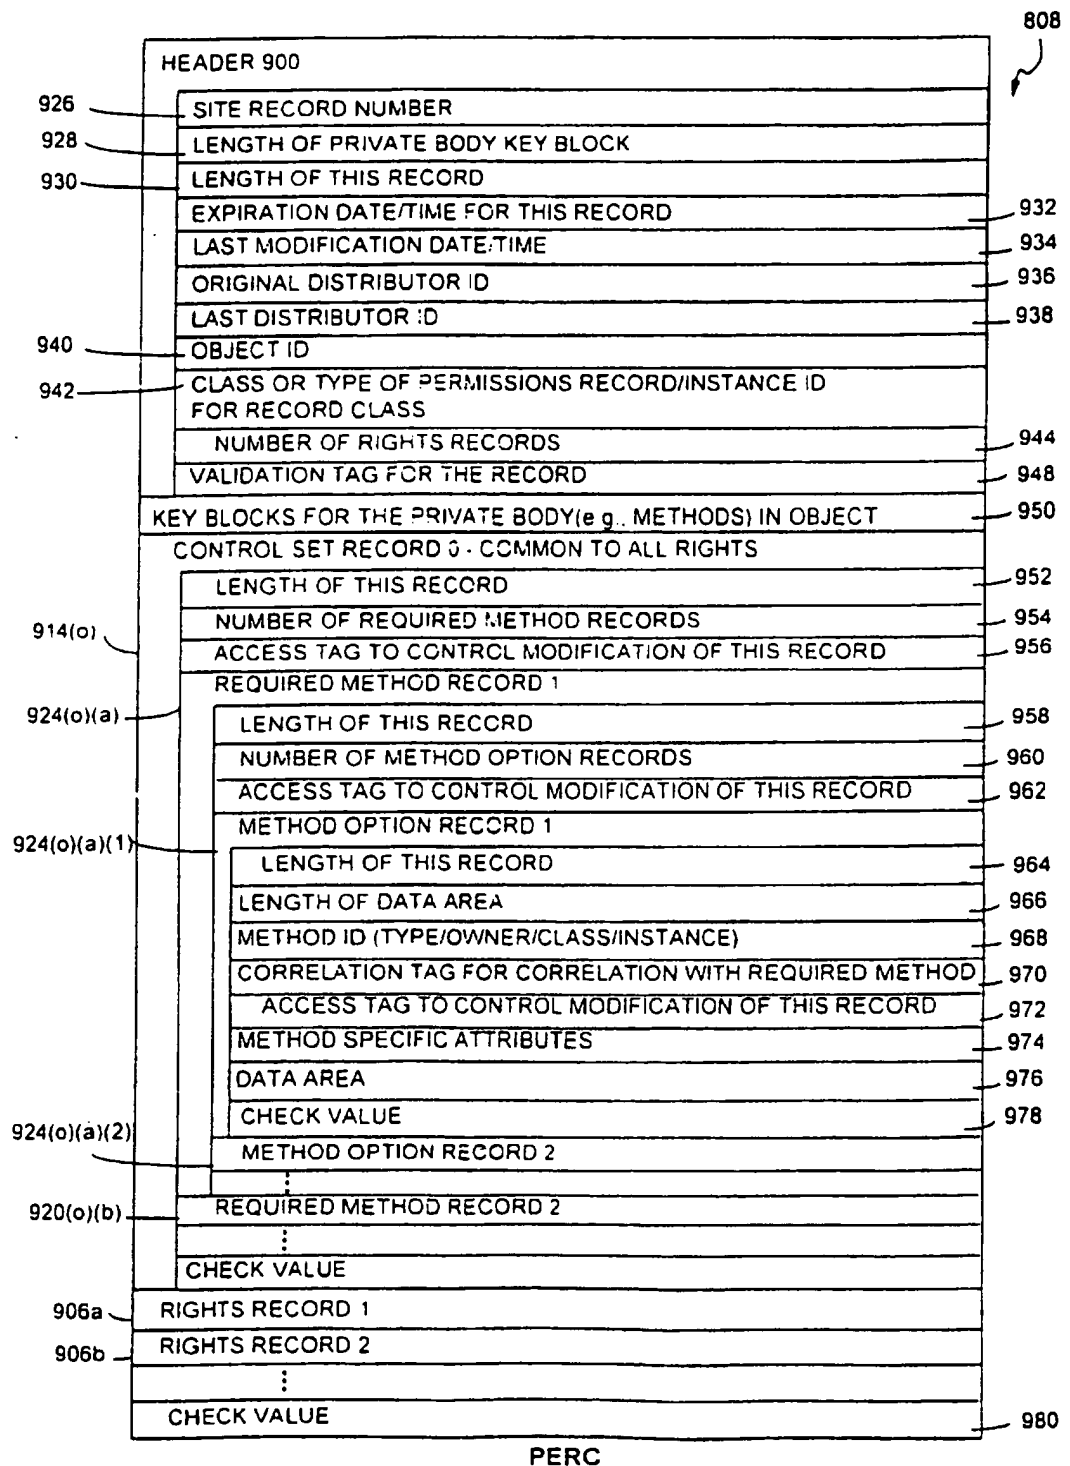 808
HEADER 900
926 SITE RECORD NUMBER
928 LENGTH OF PRIVATE BODY KEY BLOCK
930 LENGTH OF THIS RECORD
EXPIRATION DATE/TIME FOR THIS RECORD 932
LAST MODIFICATION DATE/TIME 934
ORIGINAL DISTRIBUTOR ID 936
LAST DISTRIBUTOR ID 938
940 OBJECT ID
942 CLASS OR TYPE OF PERMISSIONS RECORD/INSTANCE ID
FOR RECORD CLASS
NUMBER OF RIGHTS RECORDS 944
VALIDATION TAG FOR THE RECORD 948
KEY BLOCKS FOR THE PRIVATE BODY(e g., METHODS) IN OBJECT 950
CONTROL SET RECORD 0 - COMMON TO ALL RIGHTS
LENGTH OF THIS RECORD 952
NUMBER OF REQUIRED METHOD RECORDS 954
914(o)
ACCESS TAG TO CONTROL MODIFICATION OF THIS RECORD 956
REQUIRED METHOD RECORD 1
924(o)(a)
LENGTH OF THIS RECORD 958
NUMBER OF METHOD OPTION RECORDS 960
ACCESS TAG TO CONTROL MODIFICATION OF THIS RECORD 962
METHOD OPTION RECORD 1
924(o)(a)(1)
LENGTH OF THIS RECORD 964
LENGTH OF DATA AREA 966
METHOD ID (TYPE/OWNER/CLASS/INSTANCE) 968
CORRELATION TAG FOR CORRELATION WITH REQUIRED METHOD 970
ACCESS TAG TO CONTROL MODIFICATION OF THIS RECORD 972
METHOD SPECIFIC ATTRIBUTES 974
DATA AREA 976
CHECK VALUE 978
924(o)(a)(2)
METHOD OPTION RECORD 2
920(o)(b) REQUIRED METHOD RECORD 2
CHECK VALUE
906a RIGHTS RECORD 1
906b RIGHTS RECORD 2
CHECK VALUE 980
PERC